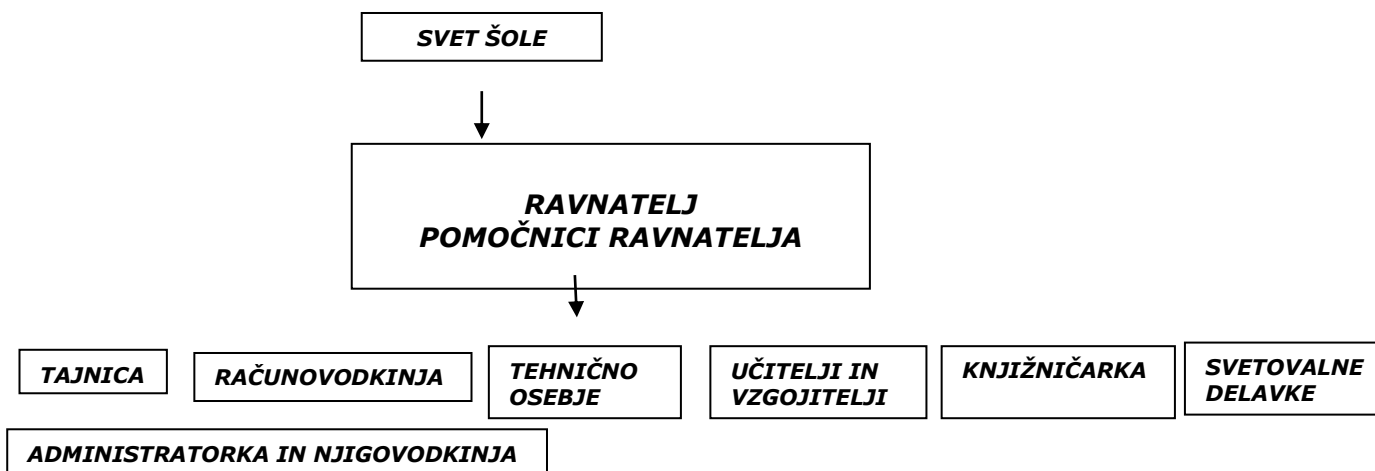 SVET ŠOLE
RAVNATELJ
POMOČNICI RAVNATELJA
TAJNICA
RAČUNOVODKINJA
TEHNIČNO
OSEBJE
UČITELJI IN
VZGOJITELJI
KNJIŽNIČARKA
SVETOVALNE
DELAVKE
ADMINISTRATORKA IN NJIGOVODKINJA